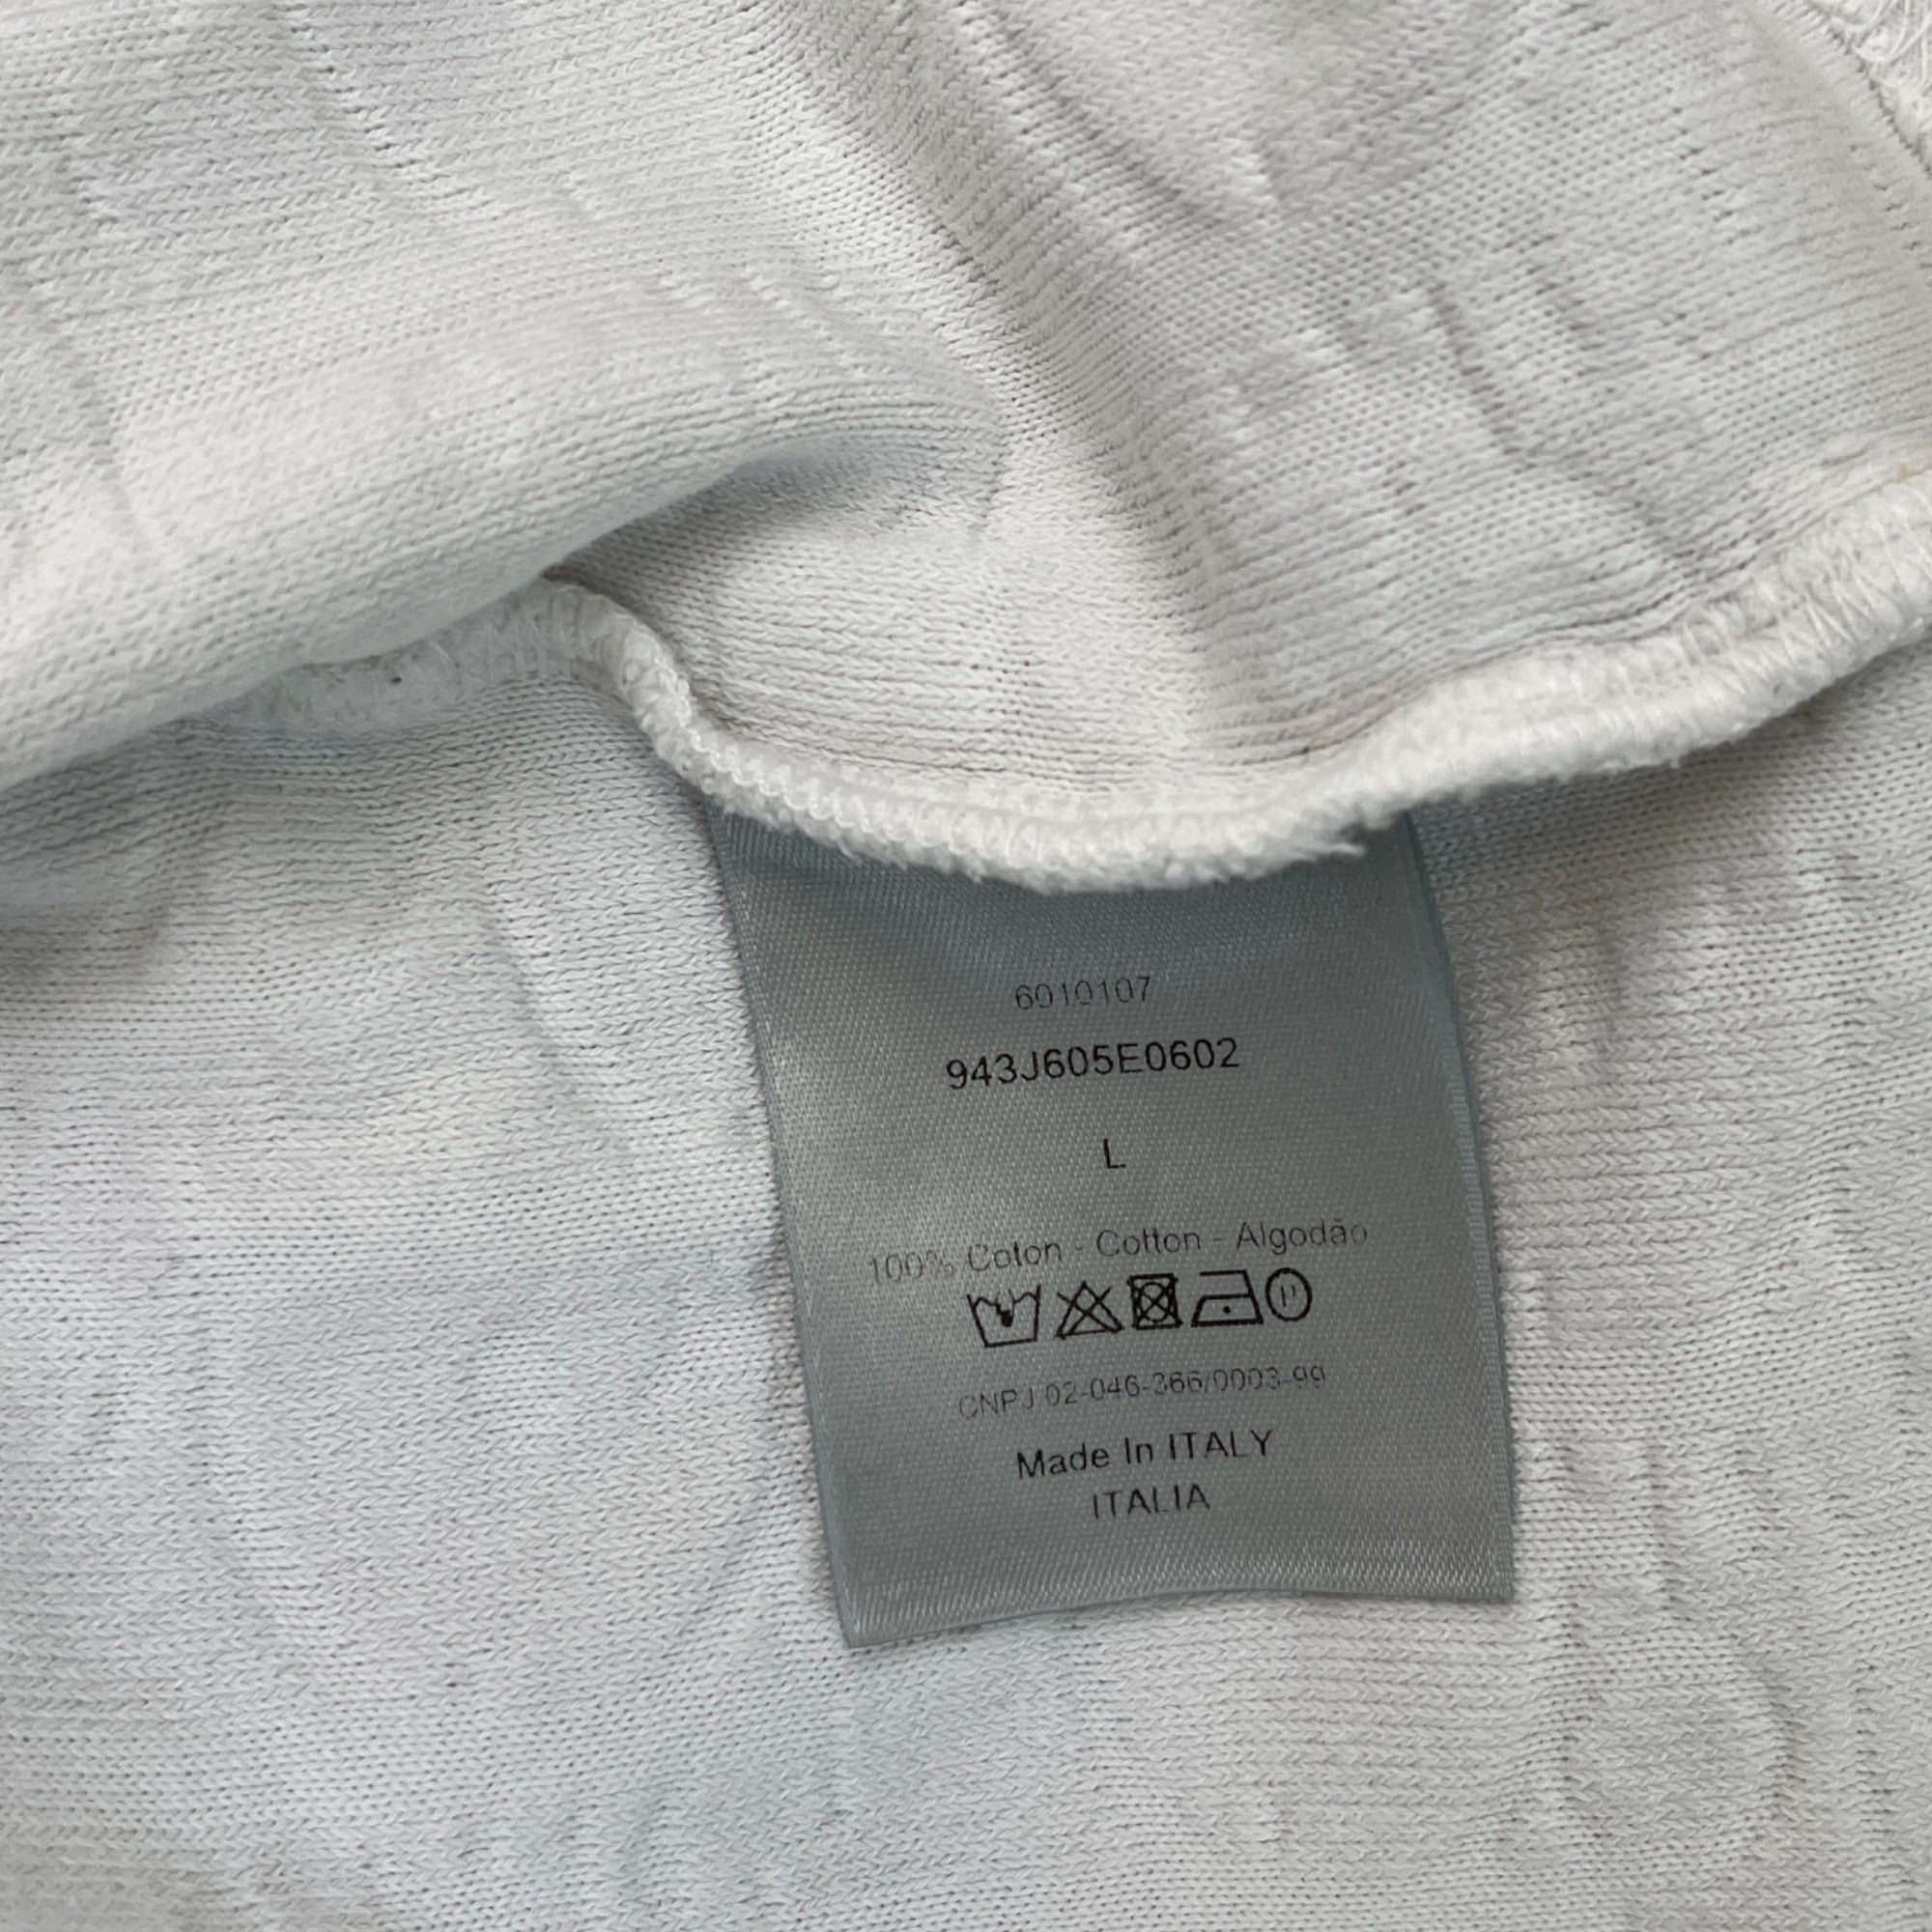 6010107
943J605E0602
L
100% Coton - Cotton - Algodão
P
CNPJ 02-046-366/0003-99
Made In ITALY
ITALIA